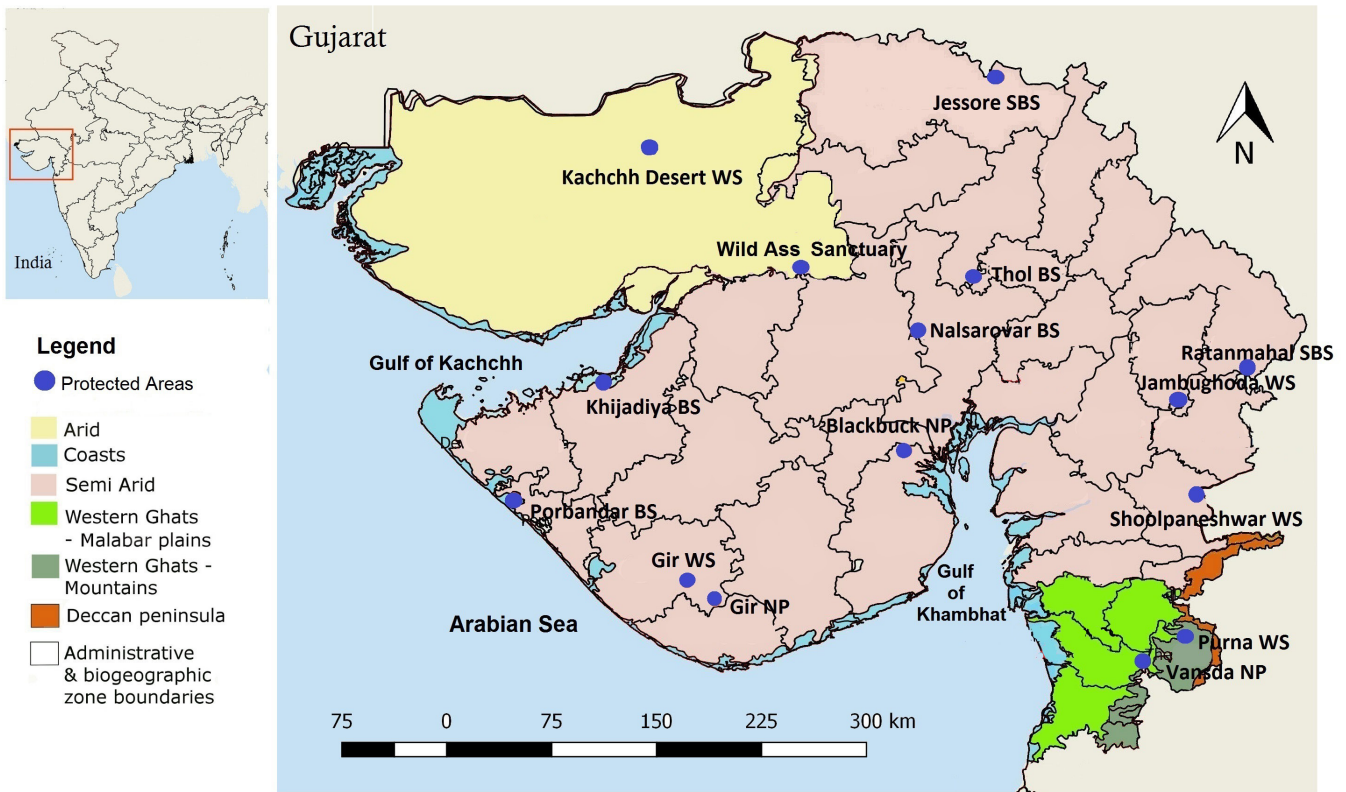 Gujarat
India
N
Jessore SBS
Kachchh Desert WS
Wild Ass Sanctuary
Thol BS
Nalsarovar BS
Ratanmahal SBS
Jambughoda WS
Gulf of Kachchh
Khijadiya BS
Blackbuck NP
Porbandar BS
Shoolpaneshwar WS
Gir WS
Gir NP
Gulf
of
Khambhat
Arabian Sea
Purna WS
Vansda NP
Legend
Protected Areas
Arid
Coasts
Semi Arid
Western Ghats
- Malabar plains
Western Ghats -
Mountains
Deccan peninsula
Administrative
& biogeographic
zone boundaries
75 0 75 150 225 300 km